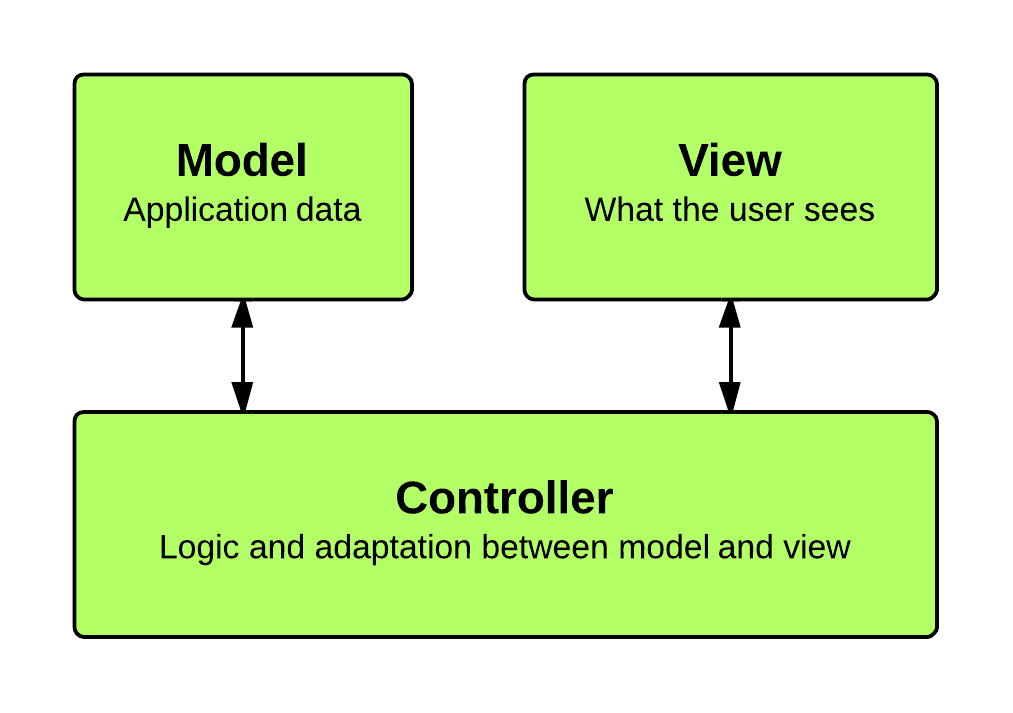 Model
Application data
View
What the user sees
Controller
Logic and adaptation between model and view